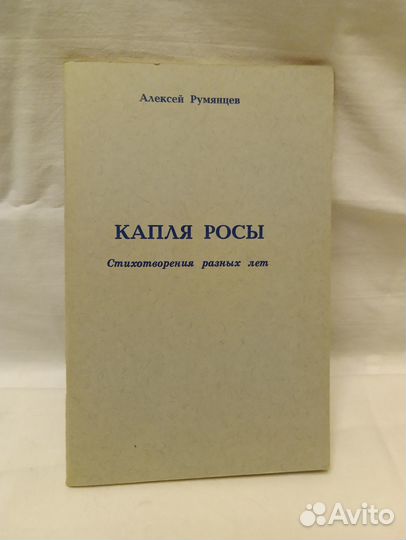 Алексей Румянцев
КАПЛЯ РОСЫ
Стихотворения разных лет
Avito